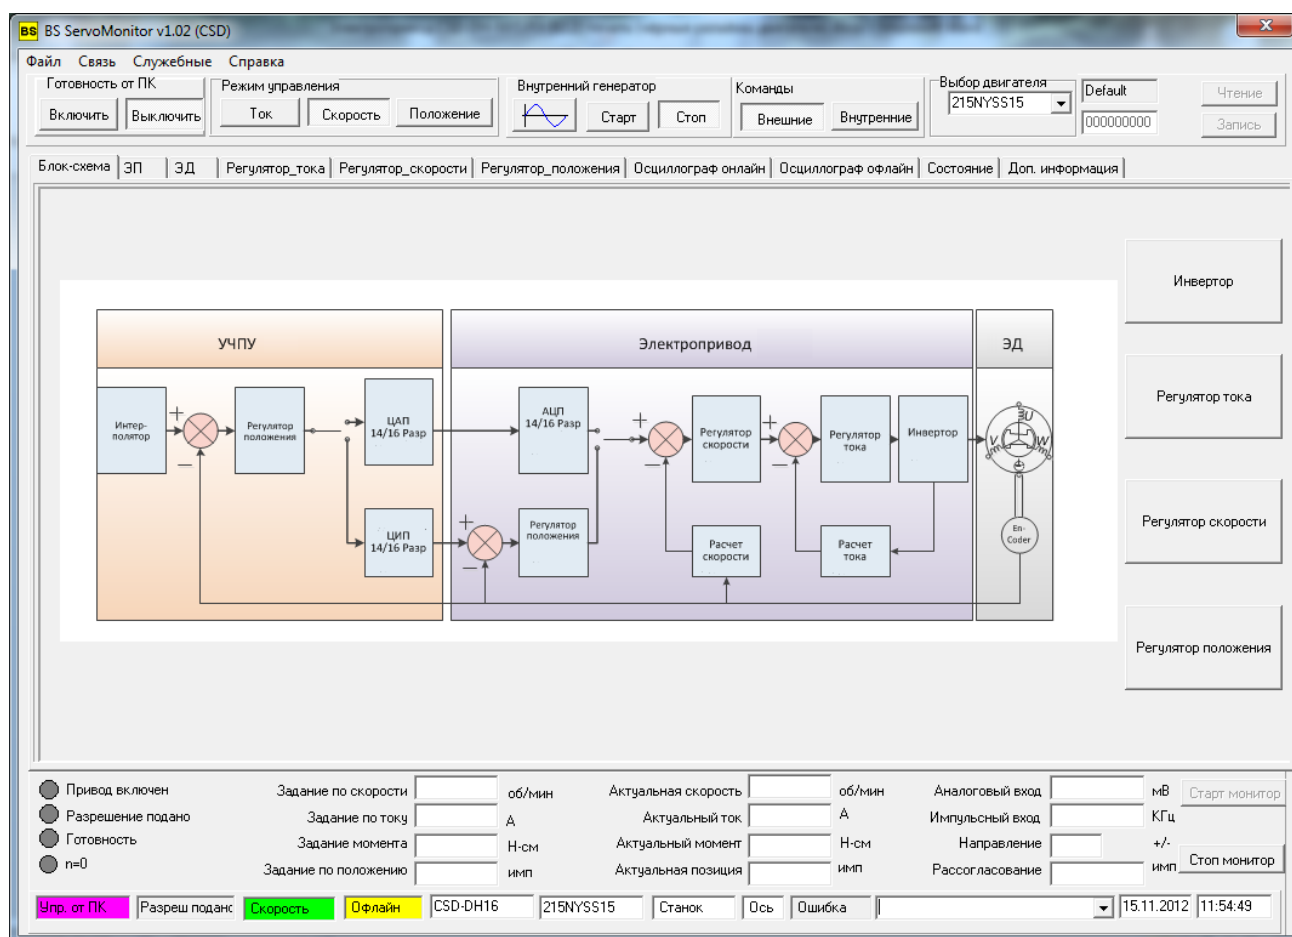 BS BS ServoMonitor v1.02 (CSD)
Файл Связь Служебные Справка
Готовность от ПК
Включить Выключить
Режим управления
Ток Скорость Положение
Внутренний генератор
Старт Стоп
Команды
Внешние Внутренние
Выбор двигателя
215NYSS15
Default
000000000
Чтение
Запись
Блок-схема ЭП ЭД Регулятор_тока Регулятор_скорости Регулятор_положения Осциллограф онлайн Осциллограф офлайн Состояние Доп. информация
УЧПУ
Интер-
полятор
+
−
Регулятор
положения
ЦАП
14/16 Разр
ЦИП
14/16 Разр
Электропривод
АЦП
14/16 Разр
+
−
Регулятор
положения
+
−
Регулятор
скорости
+
−
Регулятор
тока
Инвертор
Расчет
скорости
Расчет
тока
ЭД
U
V W
En-
Coder
Инвертор
Регулятор тока
Регулятор скорости
Регулятор положения
Привод включен
Разрешение подано
Готовность
n=0
Задание по скорости об/мин
Задание по току А
Задание момента Н-см
Задание по положению имп
Актуальная скорость об/мин
Актуальный ток А
Актуальный момент Н-см
Актуальная позиция имп
Аналоговый вход мВ
Импульсный вход КГц
Направление +/-
Рассогласование имп
Старт монитор
Стоп монитор
Упр. от ПК Разреш подано Скорость Офлайн CSD-DH16 215NYSS15 Станок Ось Ошибка 15.11.2012 11:54:49